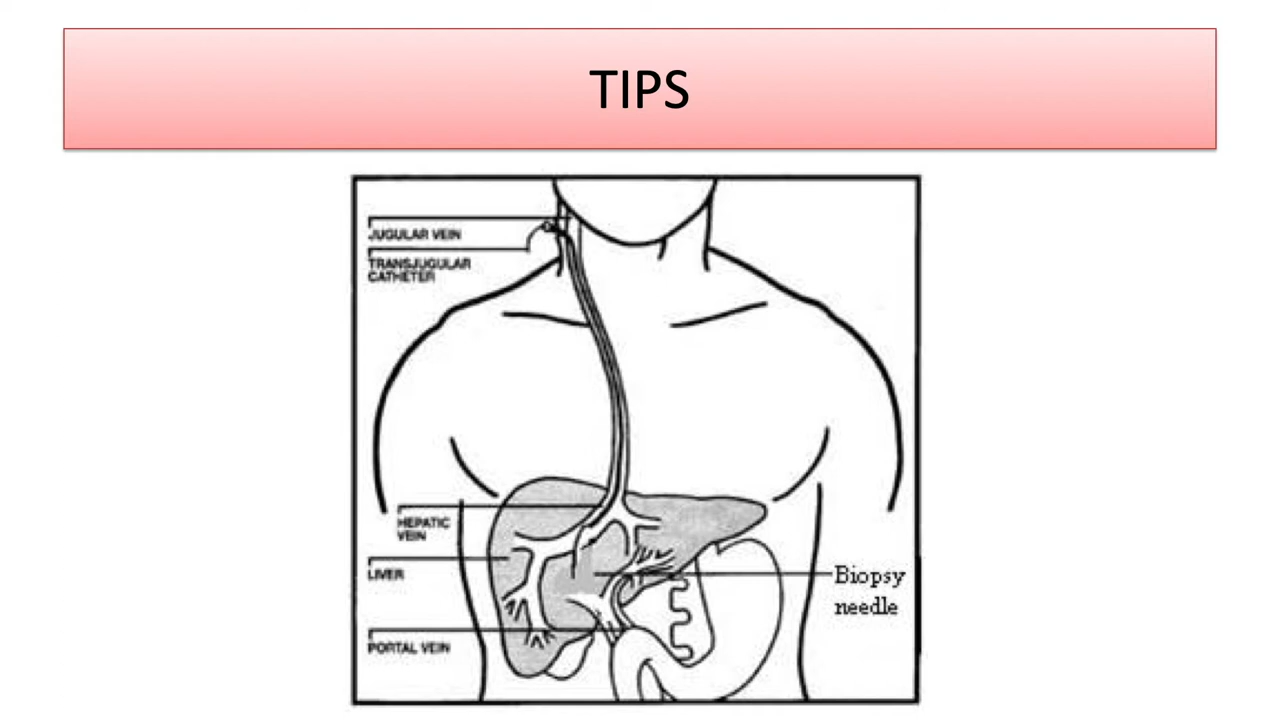 TIPS
JUGULAR VEIN
TRANSJUGULAR
CATHETER
HEPATIC
VEIN
LIVER
Biopsy
needle
PORTAL VEIN